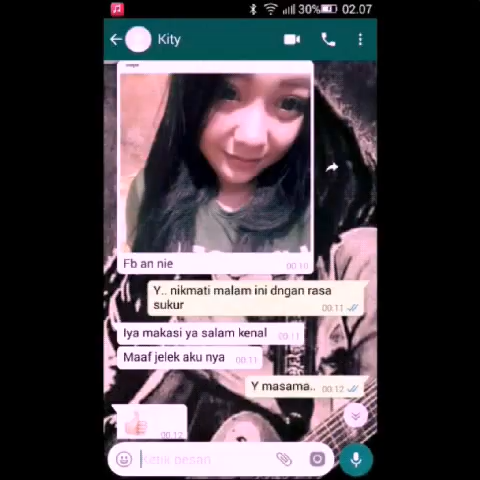 30% 02.07
Kity
Fb an nie
00.10
Y.. nikmati malam ini dngan rasa
sukur
00.11
Iya makasi ya salam kenal 00.11
Maaf jelek aku nya 00.11
Y masama.. 00.12
00.12
Ketik pesan